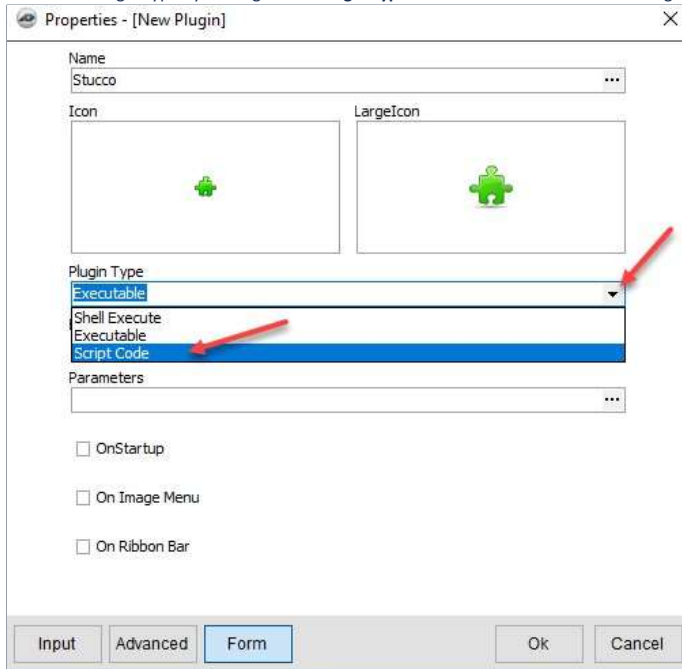 Properties - [New Plugin]
Name
Stucco
Icon LargeIcon
Plugin Type
Executable
Shell Execute
Executable
Script Code
Parameters
OnStartup
On Image Menu
On Ribbon Bar
Input Advanced Form Ok Cancel